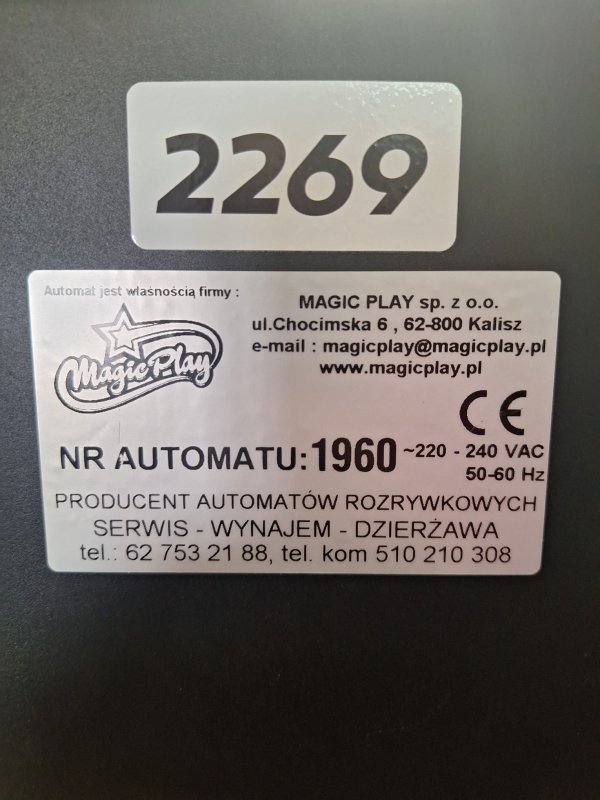 2269
Automat jest własnością firmy :
Magic Play
MAGIC PLAY sp. z o.o.
ul.Chocimska 6 , 62-800 Kalisz
e-mail : magicplay@magicplay.pl
www.magicplay.pl
CE
NR AUTOMATU: 1960 ~220 - 240 VAC
50-60 Hz
PRODUCENT AUTOMATÓW ROZRYWKOWYCH
SERWIS - WYNAJEM - DZIERŻAWA
tel.: 62 753 21 88, tel. kom 510 210 308